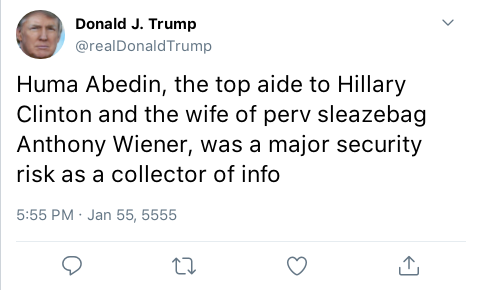 Donald J. Trump
@realDonaldTrump
Huma Abedin, the top aide to Hillary
Clinton and the wife of perv sleazebag
Anthony Wiener, was a major security
risk as a collector of info
5:55 PM · Jan 55, 5555